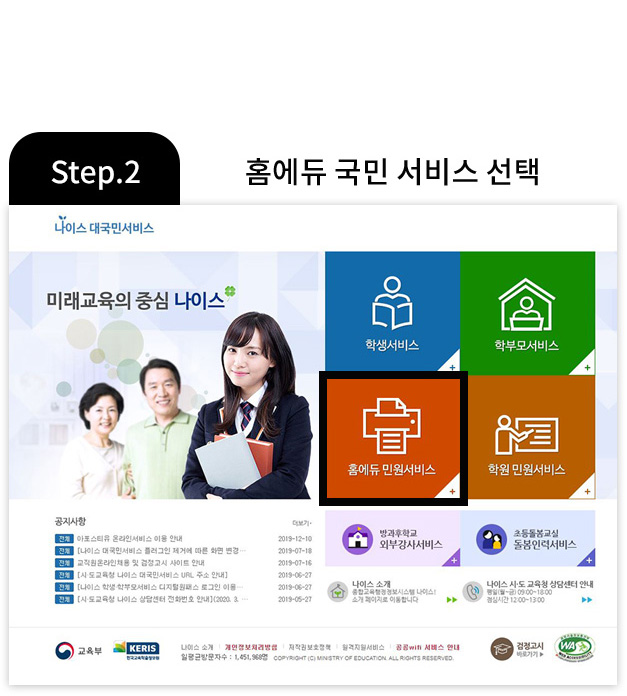 Step.2
홈에듀 국민 서비스 선택
나이스 대국민서비스
미래교육의 중심 나이스
학생서비스
학부모서비스
홈에듀 민원서비스
학원 민원서비스
공지사항
더보기+
전체 아포스티유 온라인서비스 이용 안내 2019-12-10
전체 [나이스 대국민서비스 플러그인 제거에 따른 화면 변경··· 2019-07-18
전체 교직원온라인채용 및 검정고시 사이트 안내 2019-07-16
전체 [시·도교육청 나이스 대국민서비스 URL 주소 안내] 2019-06-27
전체 [나이스 학생·학부모서비스 디지털원패스 로그인 이용··· 2019-06-27
전체 [시·도교육청 나이스 상담센터 전화번호 안내](2020. 3. ··· 2019-05-27
방과후학교
외부강사서비스
초등돌봄교실
돌봄인력서비스
나이스 소개
종합교육행정정보시스템 나이스!
소개 페이지로 이동합니다
나이스 시·도 교육청 상담센터 안내
평일(월~금) 09:00~18:00
점심시간 12:00~13:00
교육부
KERIS
한국교육학술정보원
나이스 소개 개인정보처리방침 저작권보호정책 원격지원서비스 공공wifi 서비스 안내
일평균방문자수 : 1,451,968명 COPYRIGHT (C) MINISTRY OF EDUCATION. ALL RIGHTS RESERVED.
검정고시
바로가기
WA